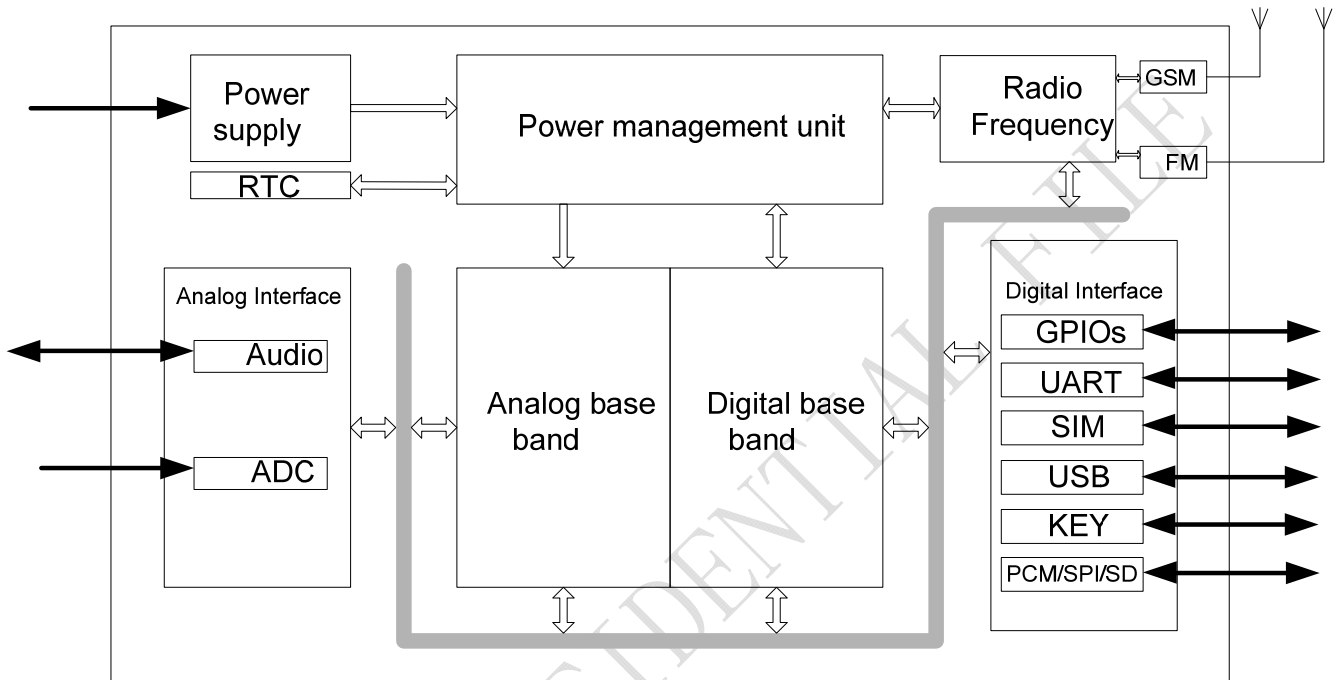 Power
supply
RTC
Power management unit
Radio
Frequency
GSM
FM
Analog Interface
Audio
ADC
Analog base
band
Digital base
band
Digital Interface
GPIOs
UART
SIM
USB
KEY
PCM/SPI/SD
FILE